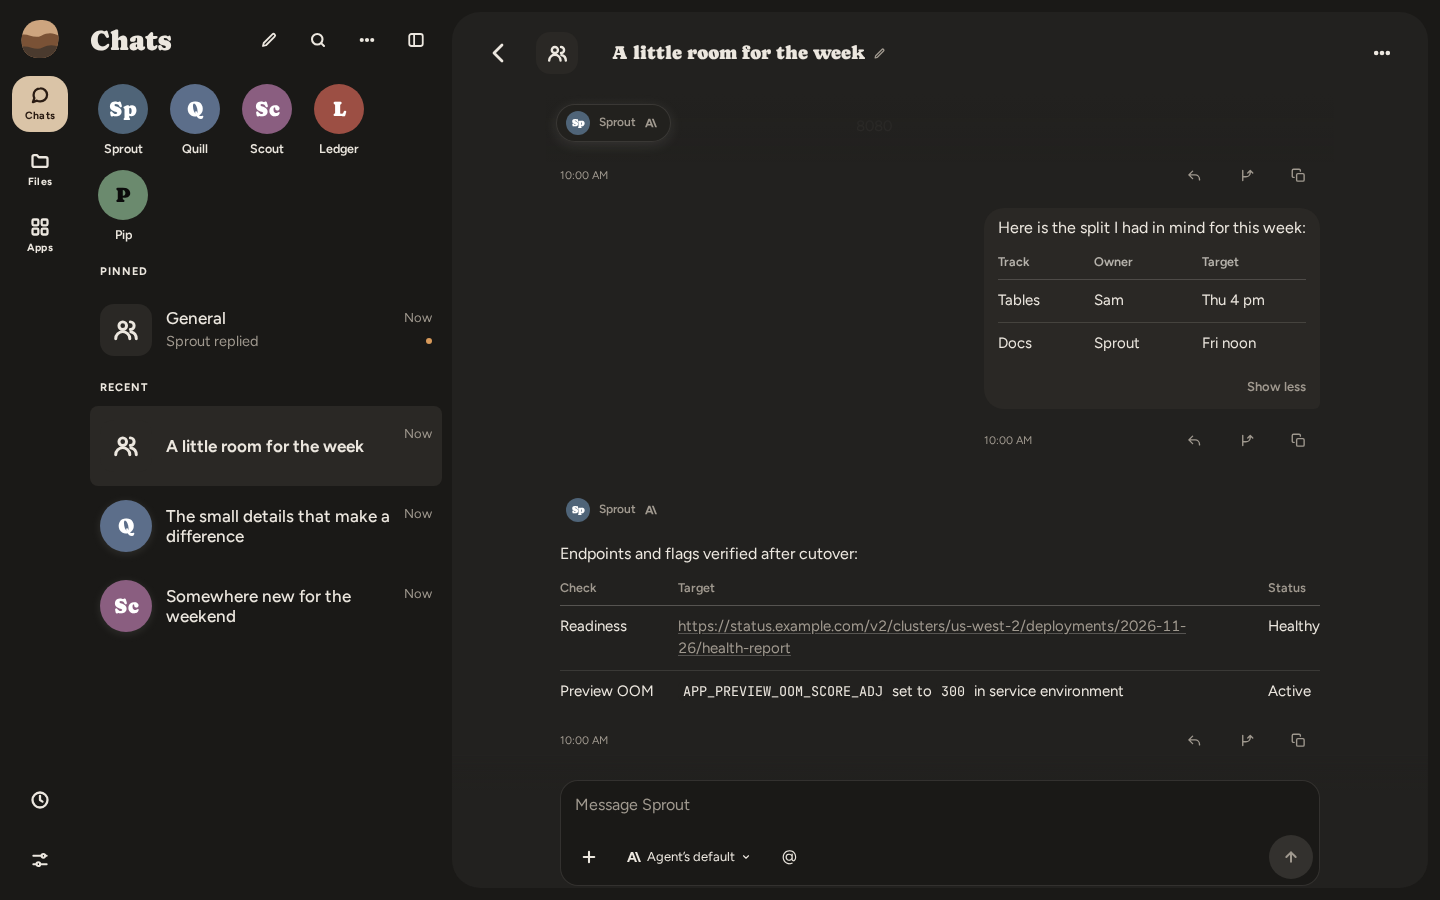 Chats
Chats
Files
Apps
Sp
Q
Sc
L
Sprout
Quill
Scout
Ledger
P
Pip
PINNED
General
Now
Sprout replied
RECENT
A little room for the week
Now
Q
The small details that make a
difference
Now
Sc
Somewhere new for the
weekend
Now
A little room for the week
Sp
Sprout
8080
10:00 AM
Here is the split I had in mind for this week:
Track Owner Target
Tables Sam Thu 4 pm
Docs Sprout Fri noon
Show less
10:00 AM
Sp
Sprout
Endpoints and flags verified after cutover:
Check Target Status
Readiness https://status.example.com/v2/clusters/us-west-2/deployments/2026-11- Healthy
26/health-report
Preview OOM APP_PREVIEW_OOM_SCORE_ADJ set to 300 in service environment Active
10:00 AM
Message Sprout
Agent's default
@